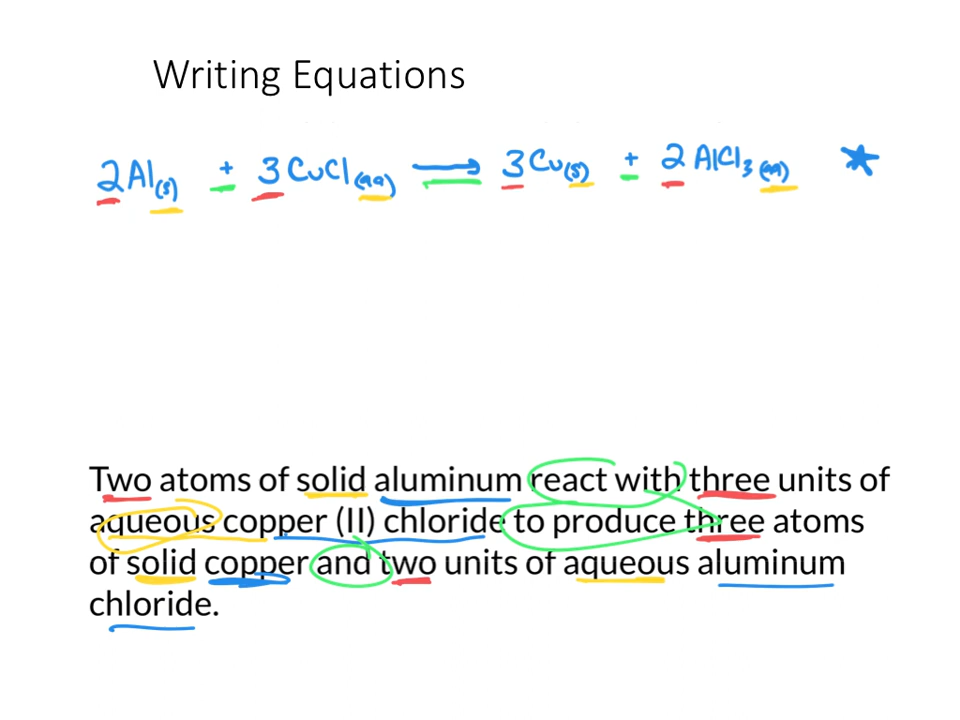 Writing Equations
2Al(s) + 3CuCl(aq) → 3Cu(s) + 2AlCl₃(aq) ★
Two atoms of solid aluminum react with three units of
aqueous copper (II) chloride to produce three atoms
of solid copper and two units of aqueous aluminum
chloride.